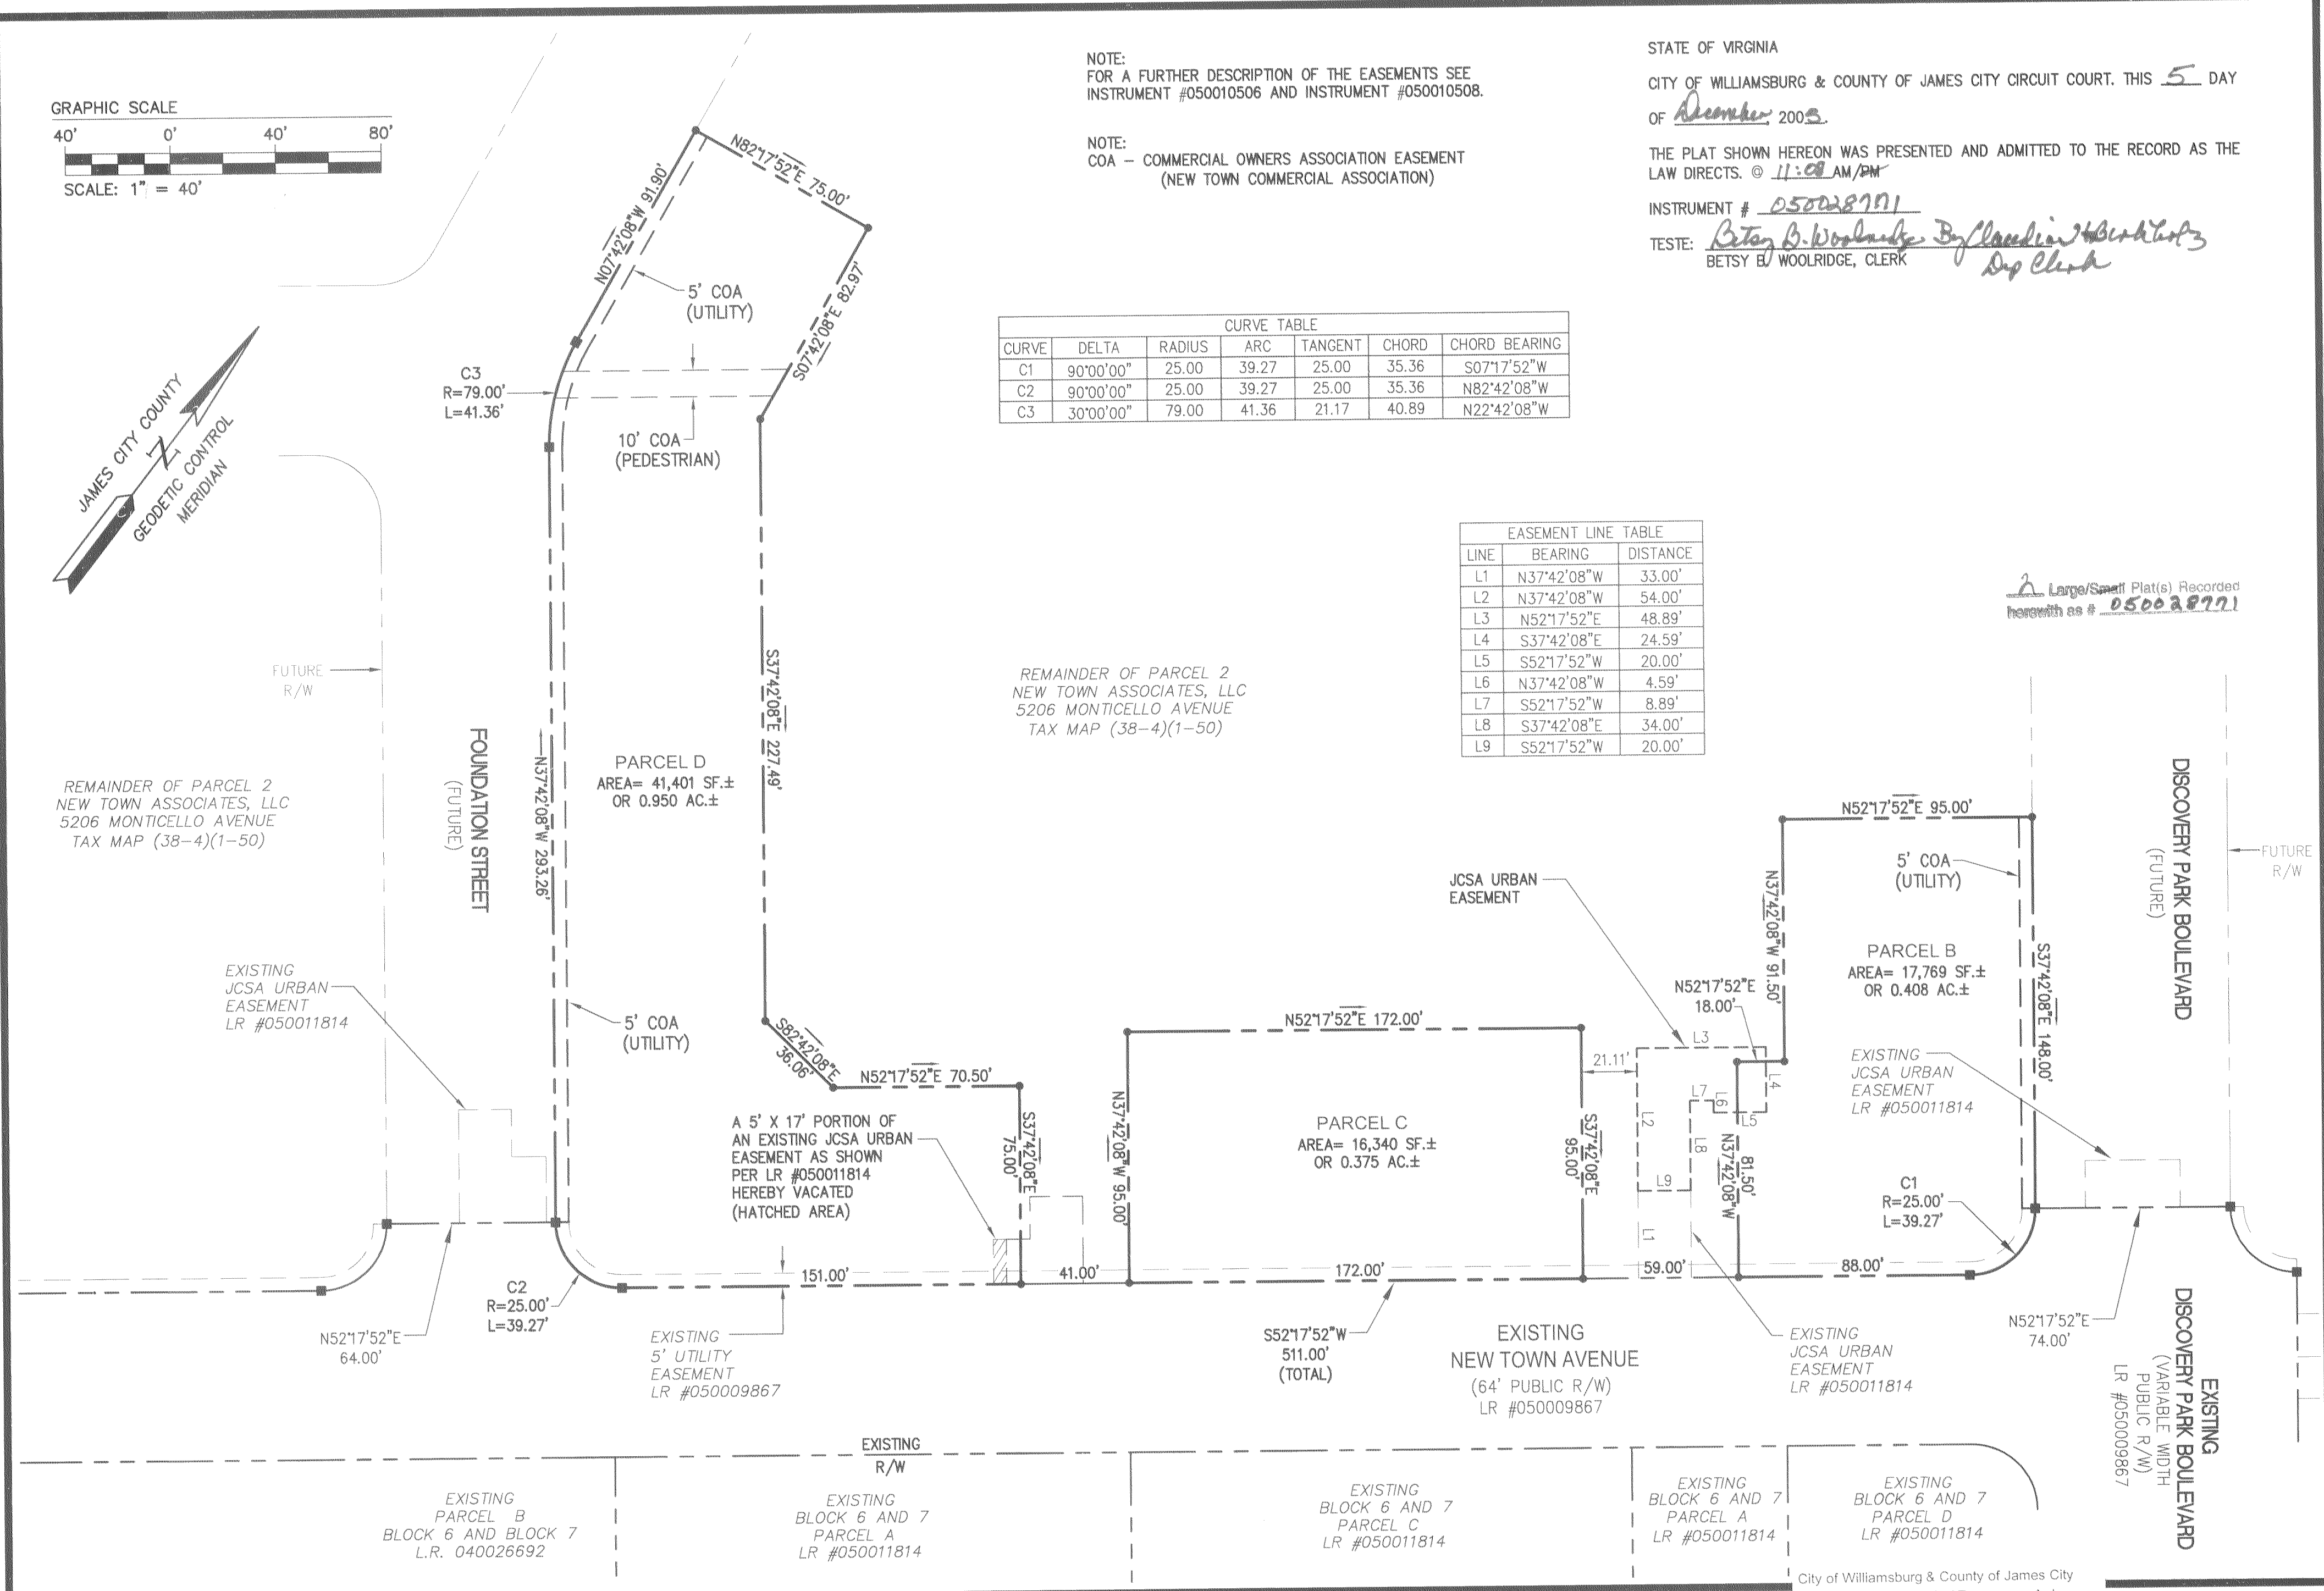 GRAPHIC SCALE
40' 0' 40' 80'
SCALE: 1" = 40'
NOTE:
FOR A FURTHER DESCRIPTION OF THE EASEMENTS SEE
INSTRUMENT #050010506 AND INSTRUMENT #050010508.
NOTE:
COA – COMMERCIAL OWNERS ASSOCIATION EASEMENT
(NEW TOWN COMMERCIAL ASSOCIATION)
STATE OF VIRGINIA
CITY OF WILLIAMSBURG & COUNTY OF JAMES CITY CIRCUIT COURT. THIS 5 DAY
OF December 2005.
THE PLAT SHOWN HEREON WAS PRESENTED AND ADMITTED TO THE RECORD AS THE
LAW DIRECTS. @ 11:08 AM/PM
INSTRUMENT # 050028771
TESTE: Betsy B. Woolridge By
BETSY B. WOOLRIDGE, CLERK
Dep Clerk
CURVE TABLE
CURVE DELTA RADIUS ARC TANGENT CHORD CHORD BEARING
C1 90°00'00" 25.00 39.27 25.00 35.36 S07°17'52"W
C2 90°00'00" 25.00 39.27 25.00 35.36 N82°42'08"W
C3 30°00'00" 79.00 41.36 21.17 40.89 N22°42'08"W
JAMES CITY COUNTY
N
GEODETIC CONTROL
MERIDIAN
N82°17'52"E 75.00'
N07°42'08"W 91.90'
S07°42'08"E 82.97'
5' COA
(UTILITY)
C3
R=79.00'
L=41.36'
10' COA
(PEDESTRIAN)
EASEMENT LINE TABLE
LINE BEARING DISTANCE
L1 N37°42'08"W 33.00'
L2 N37°42'08"W 54.00'
L3 N52°17'52"E 48.89'
L4 S37°42'08"E 24.59'
L5 S52°17'52"W 20.00'
L6 N37°42'08"W 4.59'
L7 S52°17'52"W 8.89'
L8 S37°42'08"E 34.00'
L9 S52°17'52"W 20.00'
2 Large/Small Plat(s) Recorded
herewith as # 050028771
FUTURE
R/W
REMAINDER OF PARCEL 2
NEW TOWN ASSOCIATES, LLC
5206 MONTICELLO AVENUE
TAX MAP (38–4)(1–50)
FOUNDATION STREET
(FUTURE)
N37°42'08"W 293.26'
PARCEL D
AREA= 41,401 SF.±
OR 0.950 AC.±
S37°42'08"E 227.49'
REMAINDER OF PARCEL 2
NEW TOWN ASSOCIATES, LLC
5206 MONTICELLO AVENUE
TAX MAP (38–4)(1–50)
EXISTING
JCSA URBAN
EASEMENT
LR #050011814
5' COA
(UTILITY)
S82°42'08"E
36.06'
N52°17'52"E 70.50'
S37°42'08"E
75.00'
A 5' X 17' PORTION OF
AN EXISTING JCSA URBAN
EASEMENT AS SHOWN
PER LR #050011814
HEREBY VACATED
(HATCHED AREA)
N52°17'52"E 172.00'
N37°42'08"W 95.00'
PARCEL C
AREA= 16,340 SF.±
OR 0.375 AC.±
S37°42'08"E
95.00'
21.11'
JCSA URBAN
EASEMENT
N52°17'52"E
18.00'
L3
L4
L7
L6
L5
L2
L8
L9
L1
N37°42'08"W
81.50'
N37°42'08"W 91.50'
N52°17'52"E 95.00'
5' COA
(UTILITY)
PARCEL B
AREA= 17,769 SF.±
OR 0.408 AC.±
S37°42'08"E 148.00'
EXISTING
JCSA URBAN
EASEMENT
LR #050011814
C1
R=25.00'
L=39.27'
DISCOVERY PARK BOULEVARD
(FUTURE)
FUTURE
R/W
151.00'
41.00'
172.00'
59.00'
88.00'
C2
R=25.00'
L=39.27'
N52°17'52"E
64.00'
EXISTING
5' UTILITY
EASEMENT
LR #050009867
S52°17'52"W
511.00'
(TOTAL)
EXISTING
NEW TOWN AVENUE
(64' PUBLIC R/W)
LR #050009867
EXISTING
JCSA URBAN
EASEMENT
LR #050011814
N52°17'52"E
74.00'
EXISTING
DISCOVERY PARK BOULEVARD
(VARIABLE WIDTH
PUBLIC R/W)
LR #050009867
EXISTING
R/W
EXISTING
PARCEL B
BLOCK 6 AND BLOCK 7
L.R. 040026692
EXISTING
BLOCK 6 AND 7
PARCEL A
LR #050011814
EXISTING
BLOCK 6 AND 7
PARCEL C
LR #050011814
EXISTING
BLOCK 6 AND 7
PARCEL A
LR #050011814
EXISTING
BLOCK 6 AND 7
PARCEL D
LR #050011814
City of Williamsburg & County of James City